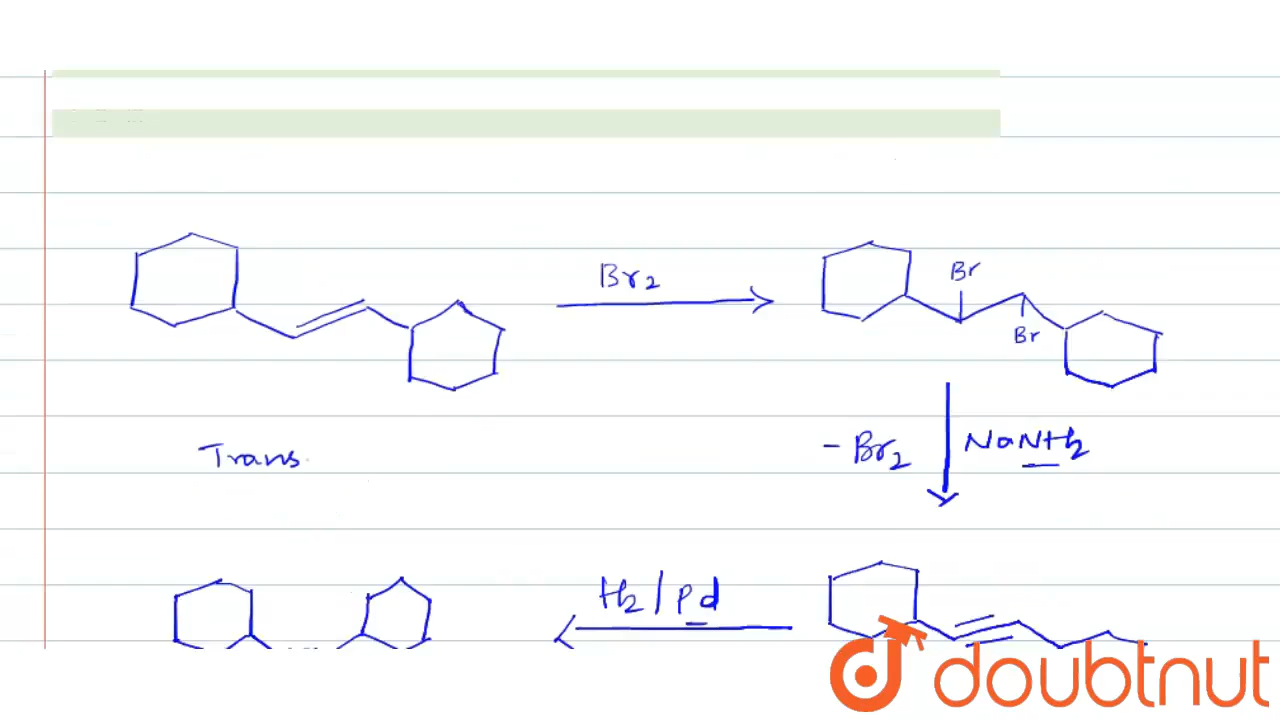 Br2
Br
Br
Trans
- Br2 NaNH2
H2/Pd
doubtnut